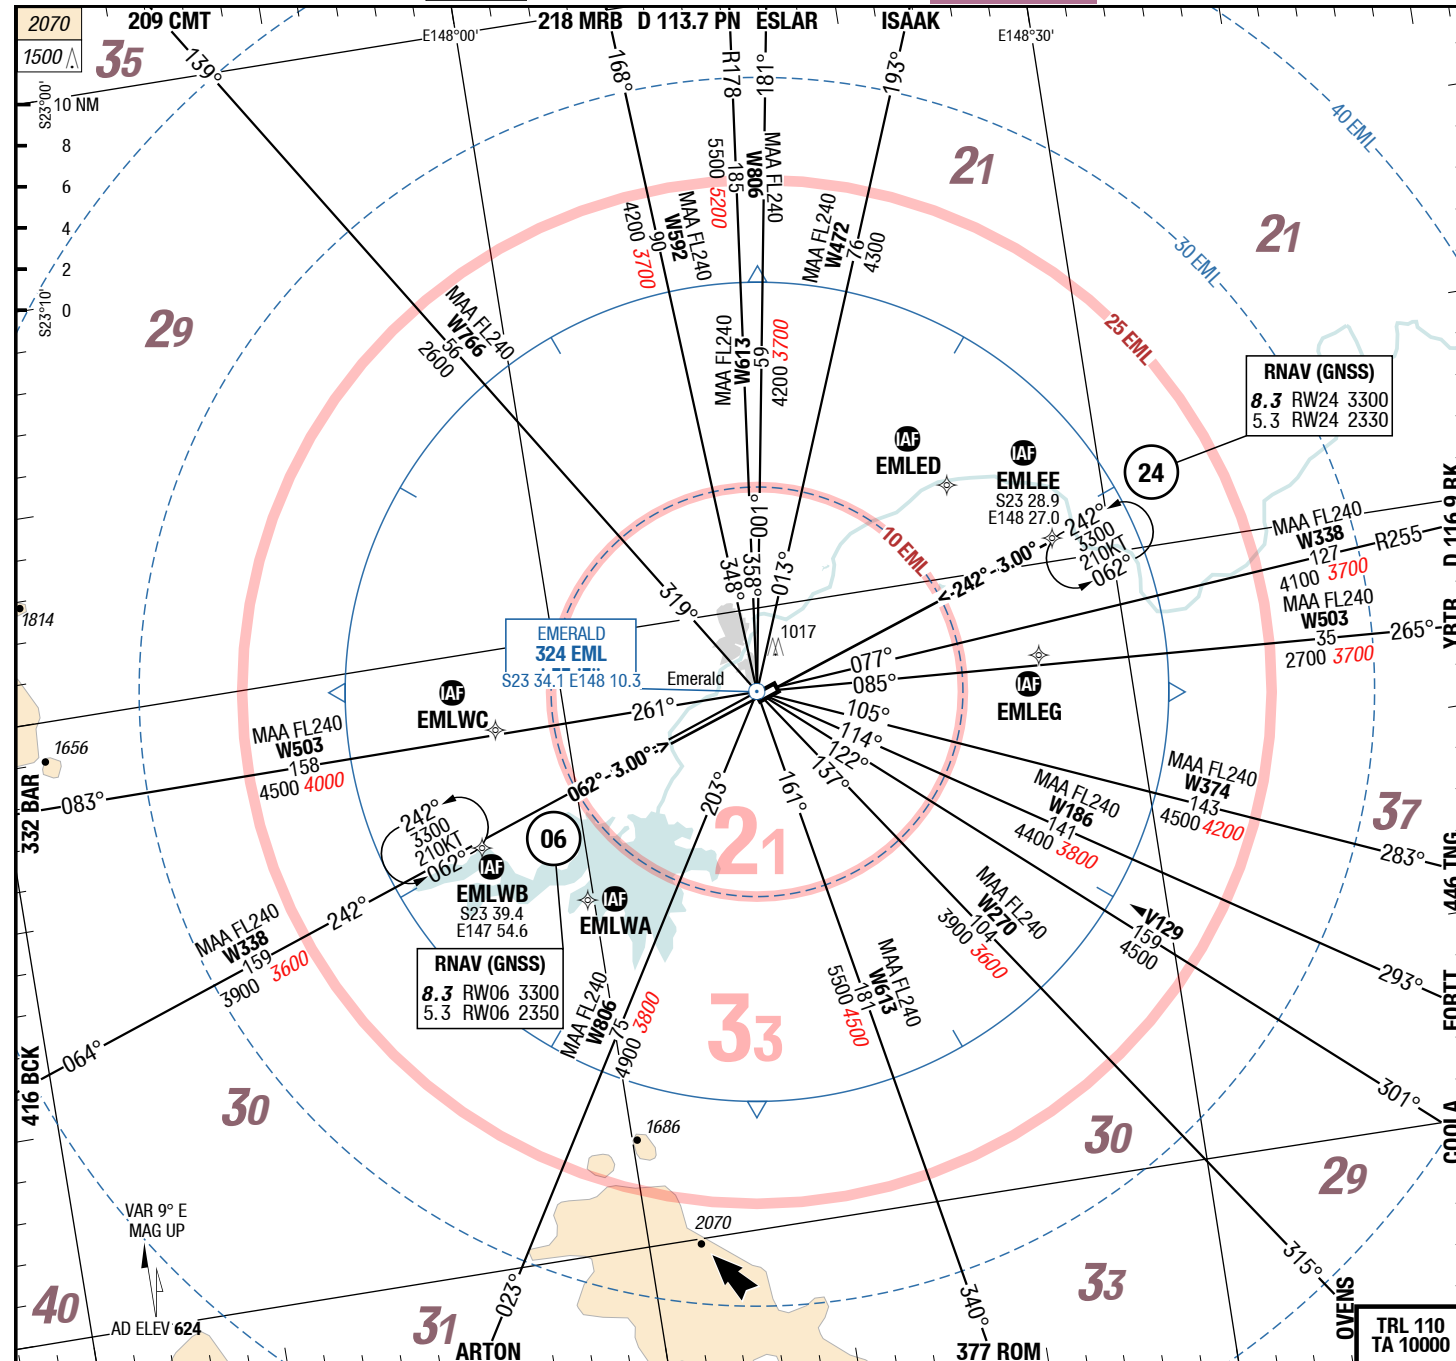 2070
1500
35
209 CMT
E148°00'
218 MRB
D 113.7 PN
ESLAR
ISAAK
E148°30'
139°
168°
R178
181°
193°
S23°00'
10 NM
8
6
4
2
0
S23°10'
40 EML
21
21
30 EML
25 EML
29
MAA FL240
W766
56
2600
MAA FL240
W592
90
4200 3700
5500 5200
185
MAA FL240
W613
MAA FL240
W806
59
4200 3700
MAA FL240
W472
76
4300
RNAV (GNSS)
8.3 RW24 3300
5.3 RW24 2330
24
IAF
EMLED
IAF
EMLEE
S23 28.9
E148 27.0
242°
3300
210KT
062°
10 EML
<-242°-3.00°-
319°
348°
358°
001°
013°
MAA FL240
W338
127
4100 3700
R255
D 116.9 BK
MAA FL240
W503
35
2700 3700
265°
1814
EMERALD
324 EML
S23 34.1 E148 10.3
Emerald
1017
077°
085°
105°
114°
122°
137°
161°
203°
261°
IAF
EMLEG
IAF
EMLWC
1656
MAA FL240
W503
158
4500 4000
083°
332 BAR
062°-3.00°->
06
21
242°
3300
210KT
062°
IAF
EMLWB
S23 39.4
E147 54.6
IAF
EMLWA
RNAV (GNSS)
8.3 RW06 3300
5.3 RW06 2350
242°
MAA FL240
W338
159
3900 3600
064°
416 BCK
MAA FL240
W374
143
4500 4200
283°
37
446 TNG
MAA FL240
W186
141
4400 3800
293°
V129
159
4500
301°
MAA FL240
W270
104
3900 3600
315°
OVENS
MAA FL240
W613
181
5500 4500
340°
377 ROM
MAA FL240
W806
75
4900 3800
023°
ARTON
33
30
30
29
33
31
40
1686
2070
VAR 9° E
MAG UP
AD ELEV 624
TRL 110
TA 10000